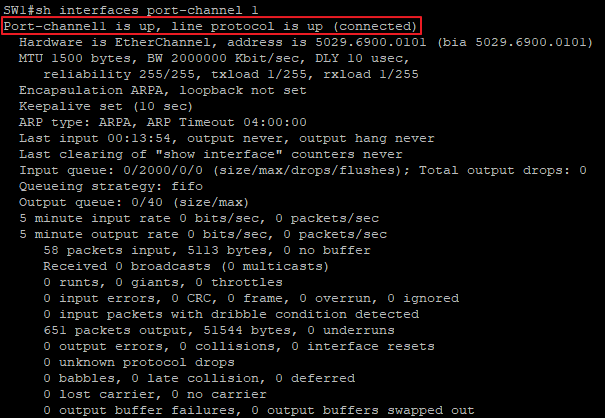 SW1#sh interfaces port-channel 1
Port-channel1 is up, line protocol is up (connected)
Hardware is EtherChannel, address is 5029.6900.0101 (bia 5029.6900.0101)
MTU 1500 bytes, BW 2000000 Kbit/sec, DLY 10 usec,
reliability 255/255, txload 1/255, rxload 1/255
Encapsulation ARPA, loopback not set
Keepalive set (10 sec)
ARP type: ARPA, ARP Timeout 04:00:00
Last input 00:13:54, output never, output hang never
Last clearing of "show interface" counters never
Input queue: 0/2000/0/0 (size/max/drops/flushes); Total output drops: 0
Queueing strategy: fifo
Output queue: 0/40 (size/max)
5 minute input rate 0 bits/sec, 0 packets/sec
5 minute output rate 0 bits/sec, 0 packets/sec
58 packets input, 5113 bytes, 0 no buffer
Received 0 broadcasts (0 multicasts)
0 runts, 0 giants, 0 throttles
0 input errors, 0 CRC, 0 frame, 0 overrun, 0 ignored
0 input packets with dribble condition detected
651 packets output, 51544 bytes, 0 underruns
0 output errors, 0 collisions, 0 interface resets
0 unknown protocol drops
0 babbles, 0 late collision, 0 deferred
0 lost carrier, 0 no carrier
0 output buffer failures, 0 output buffers swapped out